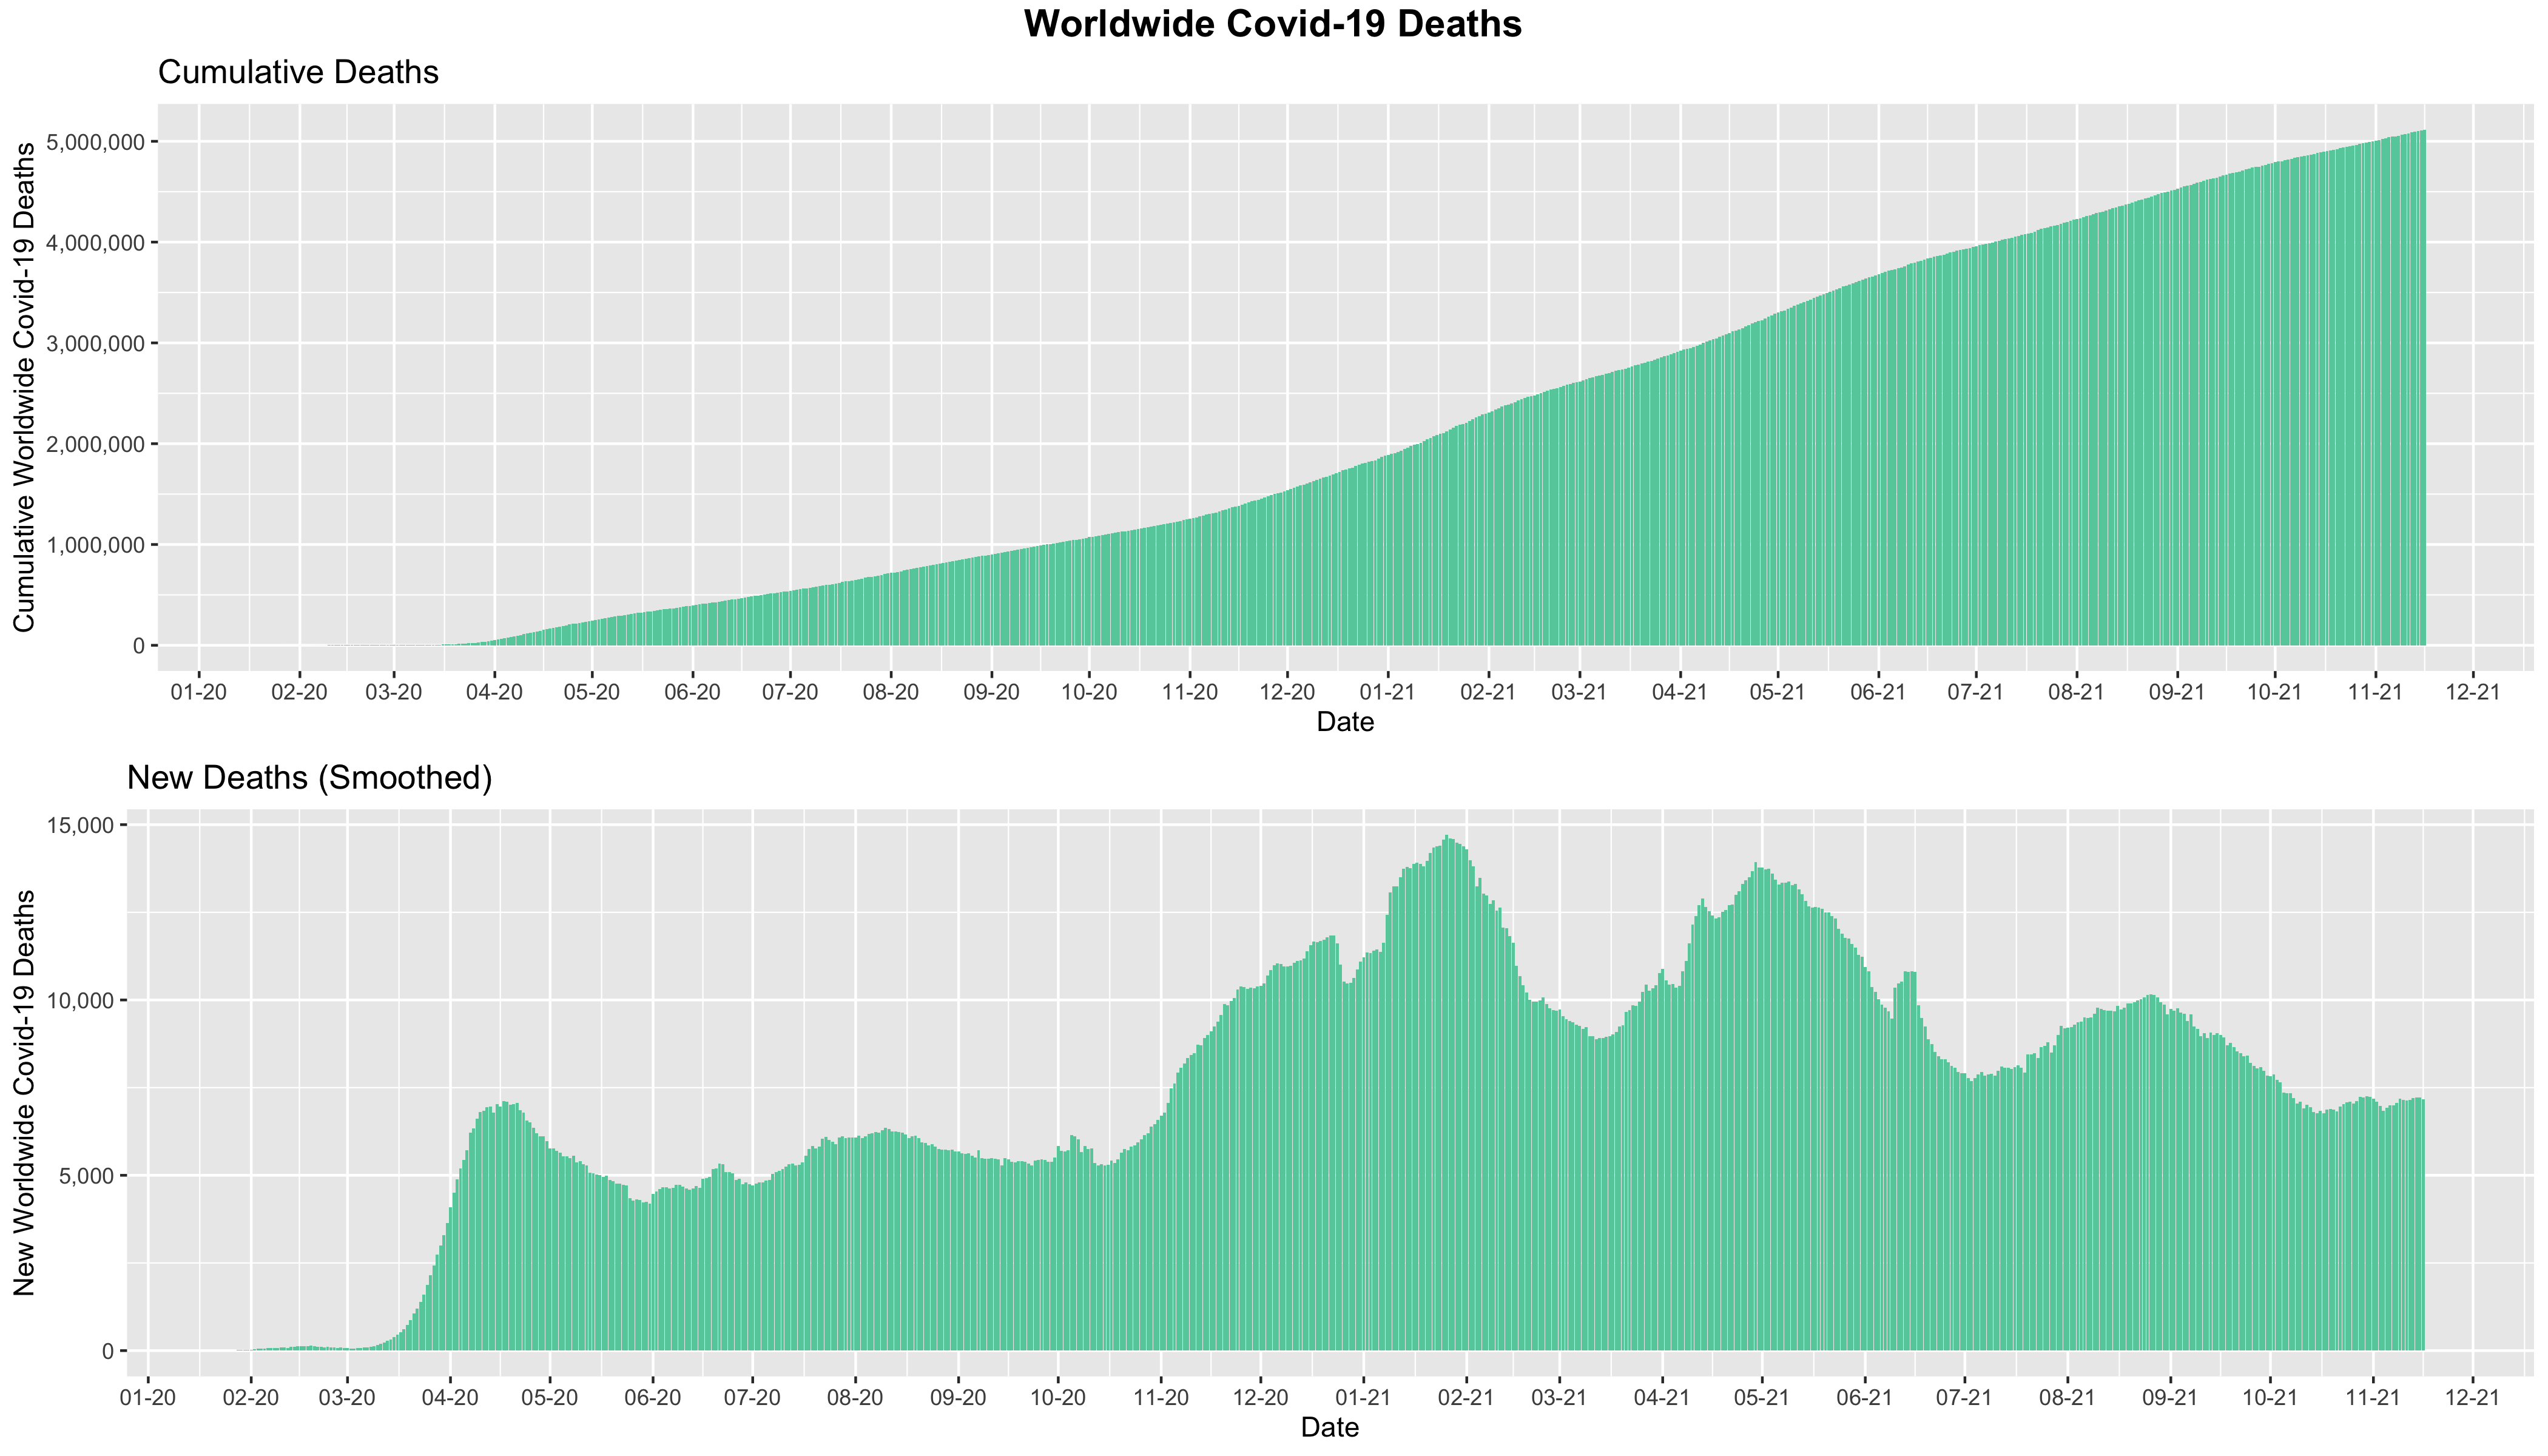 Worldwide Covid-19 Deaths
Cumulative Deaths
Cumulative Worldwide Covid-19 Deaths
5,000,000
4,000,000
3,000,000
2,000,000
1,000,000
0
01-20 02-20 03-20 04-20 05-20 06-20 07-20 08-20 09-20 10-20 11-20 12-20 01-21 02-21 03-21 04-21 05-21 06-21 07-21 08-21 09-21 10-21 11-21 12-21
Date
New Deaths (Smoothed)
New Worldwide Covid-19 Deaths
15,000
10,000
5,000
0
01-20 02-20 03-20 04-20 05-20 06-20 07-20 08-20 09-20 10-20 11-20 12-20 01-21 02-21 03-21 04-21 05-21 06-21 07-21 08-21 09-21 10-21 11-21 12-21
Date